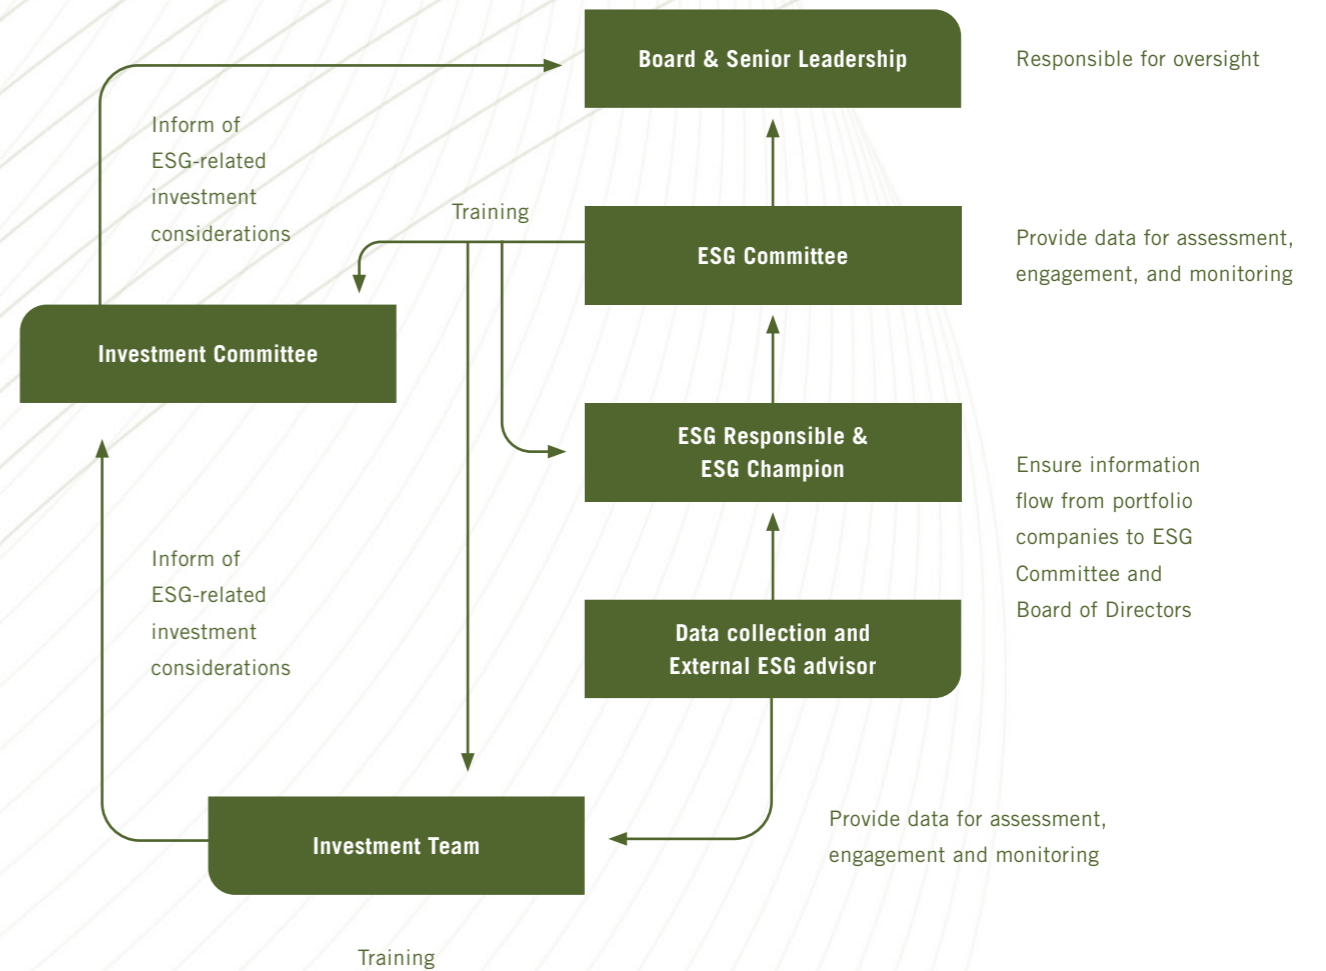 Board & Senior Leadership
Responsible for oversight
Inform of
ESG-related
investment
considerations
Training
ESG Committee
Provide data for assessment,
engagement, and monitoring
Investment Committee
ESG Responsible &
ESG Champion
Ensure information
flow from portfolio
companies to ESG
Committee and
Board of Directors
Inform of
ESG-related
investment
considerations
Data collection and
External ESG advisor
Investment Team
Provide data for assessment,
engagement and monitoring
Training